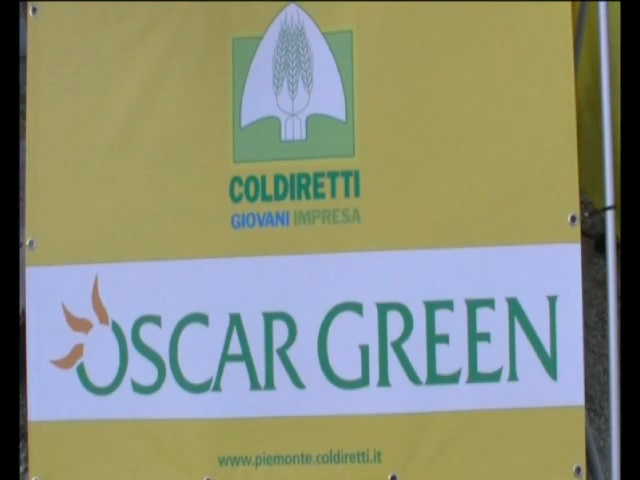 COLDIRETTI
GIOVANI IMPRESA
OSCAR GREEN
www.piemonte.coldiretti.it